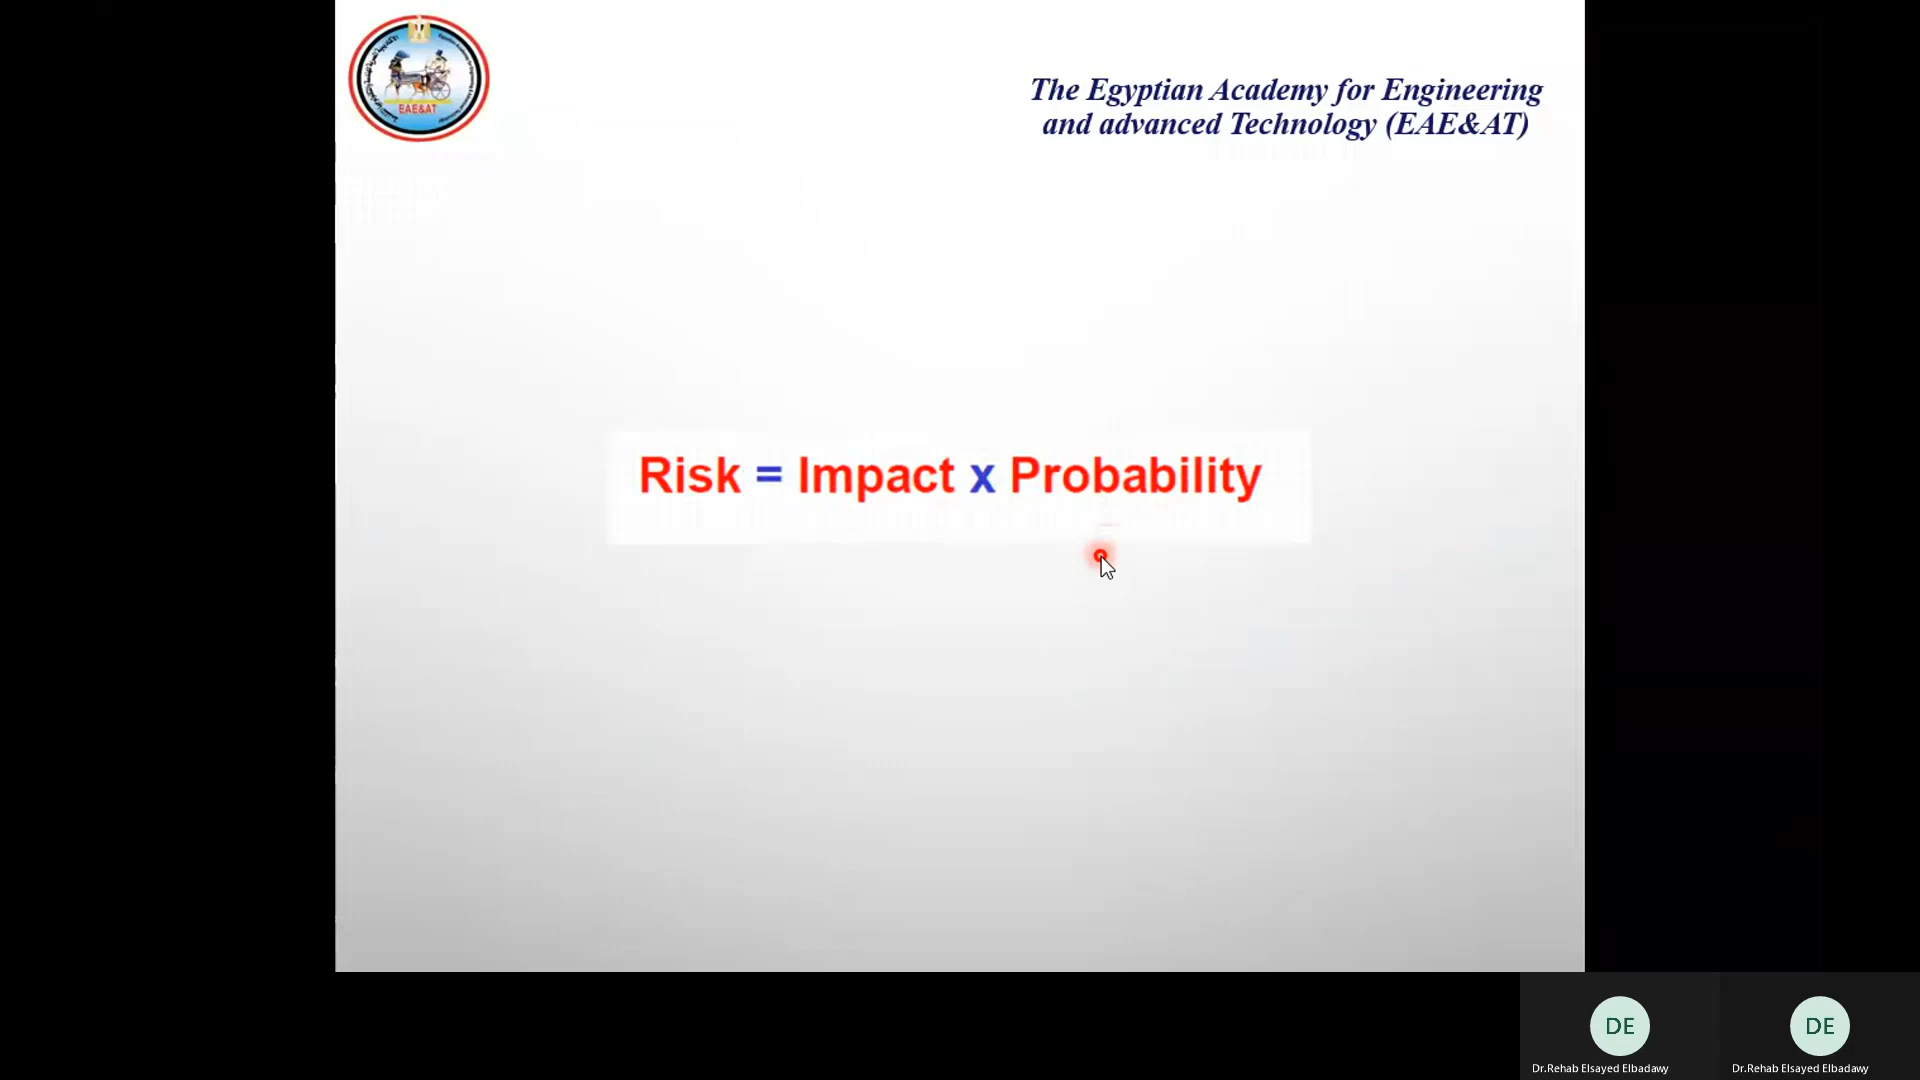 EAE&AT
The Egyptian Academy for Engineering
and advanced Technology (EAE&AT)
Risk = Impact x Probability
DE
DE
Dr.Rehab Elsayed Elbadawy
Dr.Rehab Elsayed Elbadawy